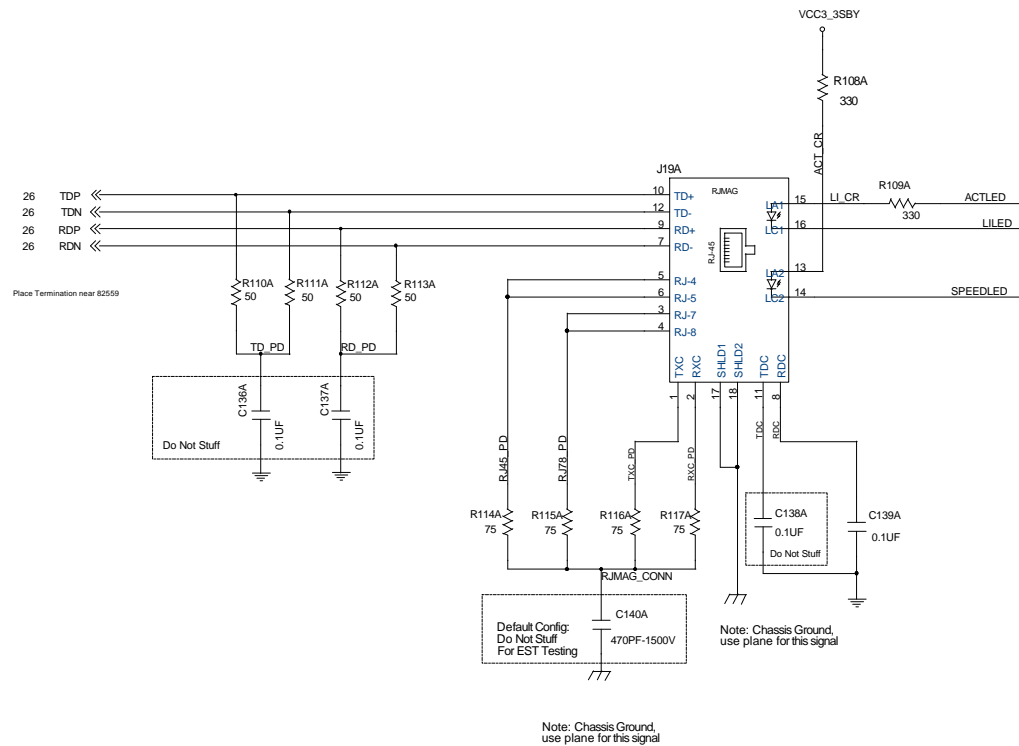 VCC3_3SBY
R108A
330
ACT_CR
J19A
26 TDP
26 TDN
26 RDP
26 RDN
10 TD+
12 TD-
9 RD+
7 RD-
RJMAG
RJ-45
LA1 15 LI_CR
R109A
330
ACTLED
LC1 16 LILED
LA2 13
LC2 14 SPEEDLED
5 RJ-4
6 RJ-5
3 RJ-7
4 RJ-8
Place Termination near 82559
R110A
50
R111A
50
R112A
50
R113A
50
TD_PD
RD_PD
C136A
0.1UF
C137A
0.1UF
Do Not Stuff
TXC
RXC
SHLD1
SHLD2
TDC
RDC
1
2
17
18
11
8
RJ45_PD
RJ78_PD
TXC_PD
RXC_PD
TDC
RDC
R114A
75
R115A
75
R116A
75
R117A
75
C138A
0.1UF
Do Not Stuff
C139A
0.1UF
RJMAG_CONN
Default Config:
Do Not Stuff
For EST Testing
C140A
470PF-1500V
Note: Chassis Ground,
use plane for this signal
Note: Chassis Ground,
use plane for this signal